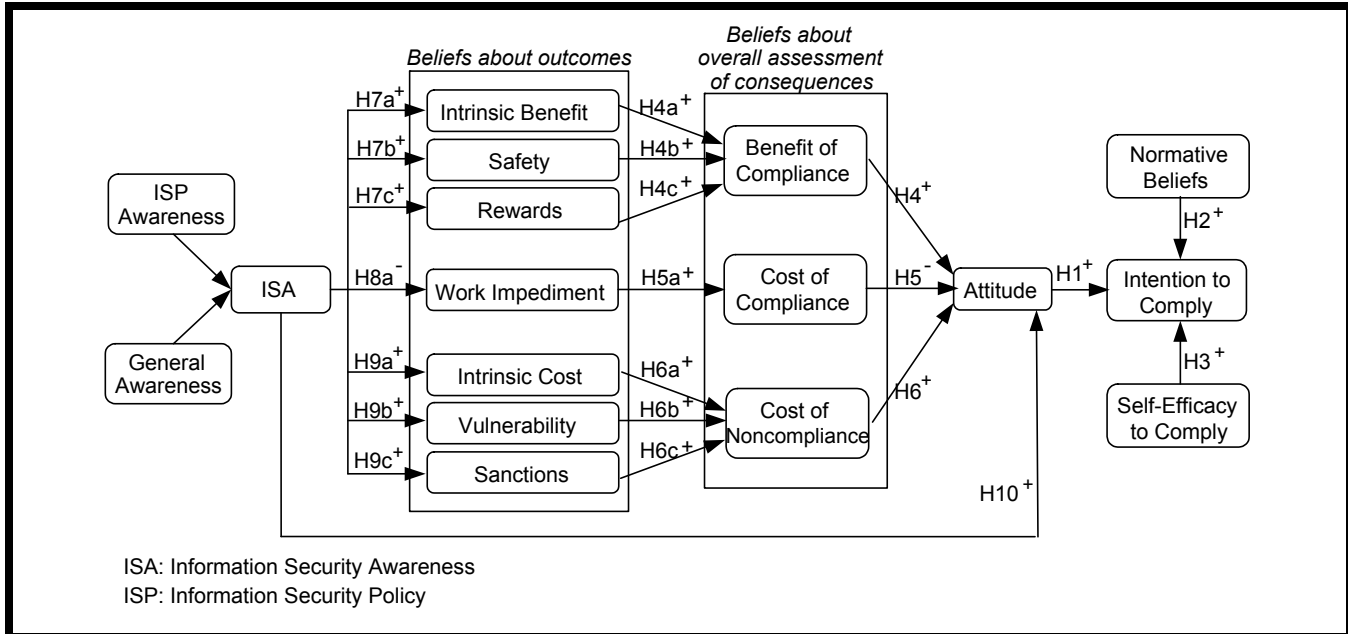 Beliefs about outcomes
Beliefs about
overall assessment
of consequences
ISP
Awareness
General
Awareness
ISA
H7a+
H7b+
H7c+
H8a-
H9a+
H9b+
H9c+
Intrinsic Benefit
Safety
Rewards
Work Impediment
Intrinsic Cost
Vulnerability
Sanctions
H4a+
H4b+
H4c+
H5a+
H6a+
H6b+
H6c+
Benefit of
Compliance
Cost of
Compliance
Cost of
Noncompliance
H4+
H5-
H6+
H10+
Attitude
H1+
Normative
Beliefs
H2+
Intention to
Comply
H3+
Self-Efficacy
to Comply
ISA: Information Security Awareness
ISP: Information Security Policy